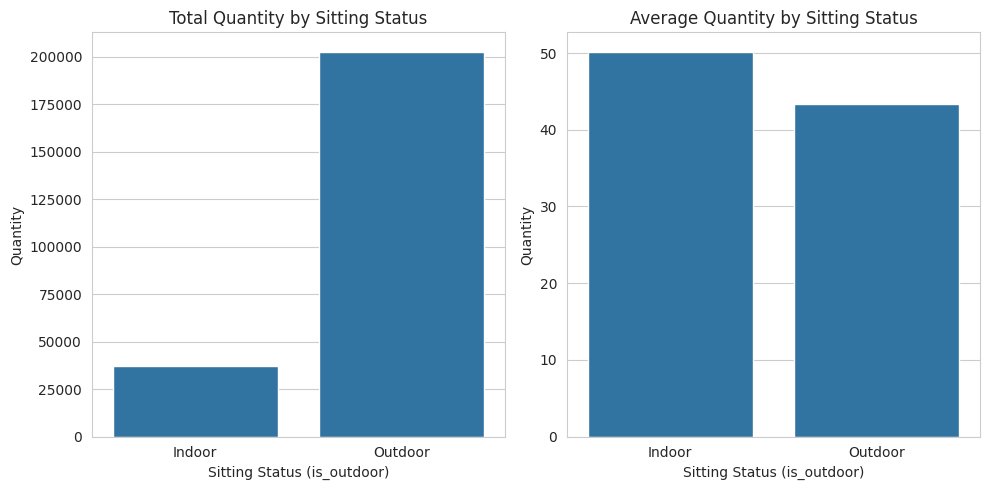 Total Quantity by Sitting Status
Quantity
200000
175000
150000
125000
100000
75000
50000
25000
0
Indoor
Outdoor
Sitting Status (is_outdoor)
Average Quantity by Sitting Status
Quantity
50
40
30
20
10
0
Indoor
Outdoor
Sitting Status (is_outdoor)